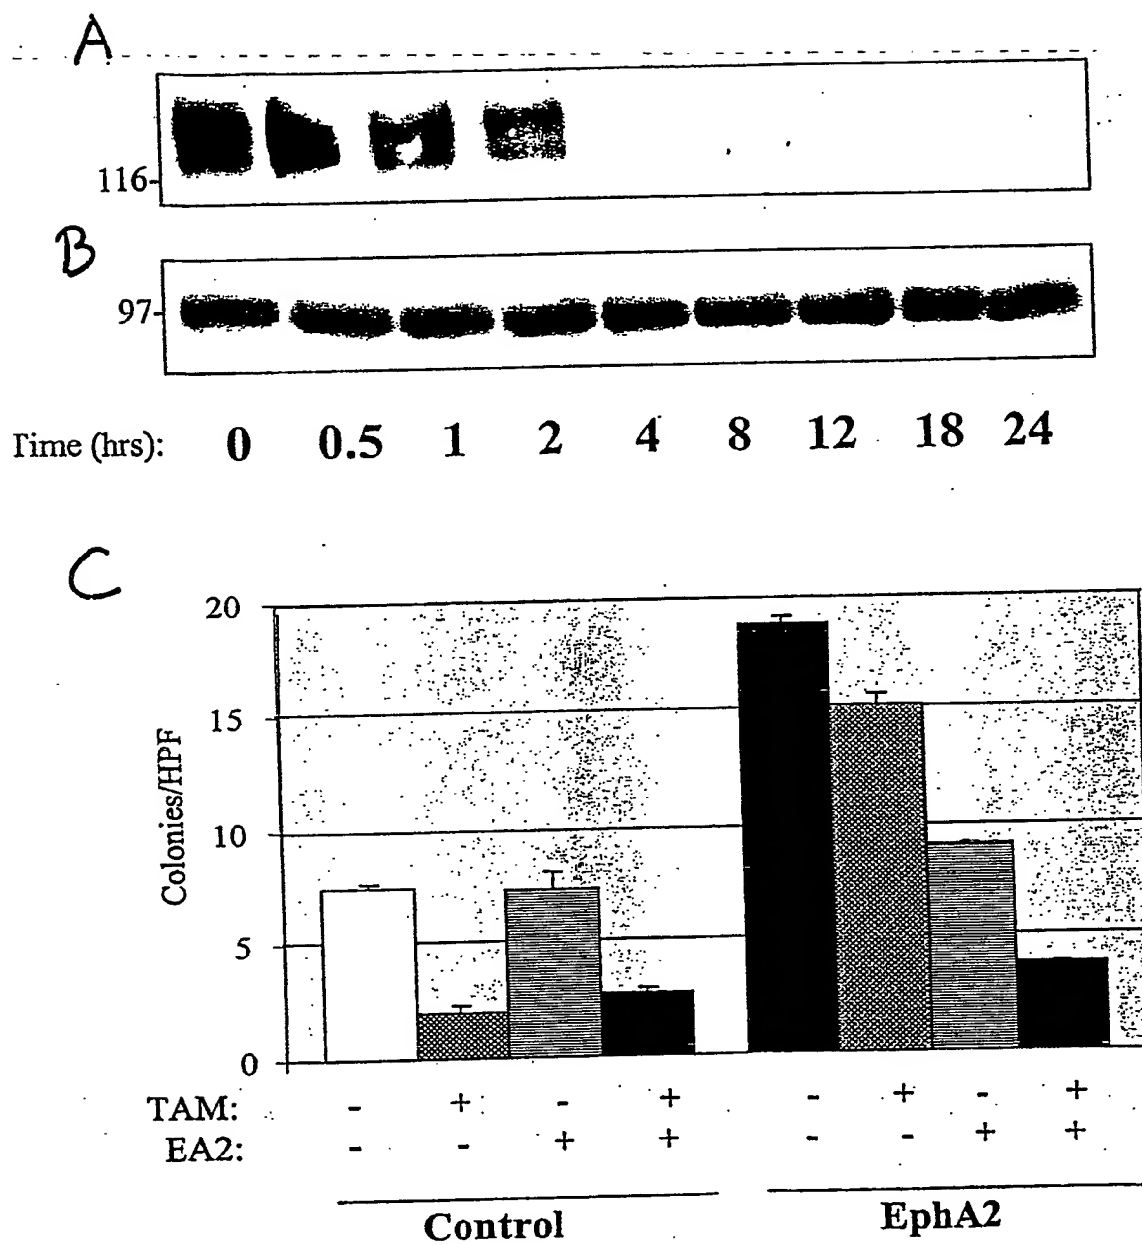 A
116-
B
97-
Time (hrs): 0 0.5 1 2 4 8 12 18 24
C
20
15
10
5
0
Colonies/HPF
TAM: - + - + - + - +
EA2: - - + + - - + +
Control EphA2